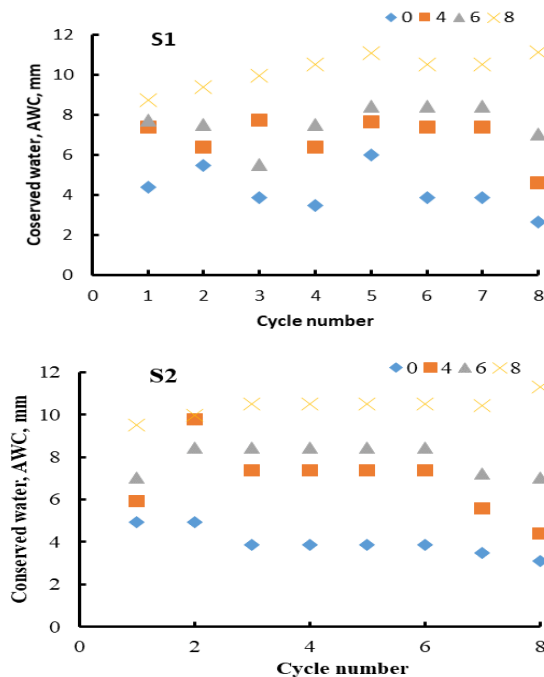 S1
0 4 6 8
Coserved water, AWC, mm
12
10
8
6
4
2
0
0 1 2 3 4 5 6 7 8
Cycle number
S2
0 4 6 8
Conserved water, AWC, mm
12
10
8
6
4
2
0
0 2 4 6 8
Cycle number